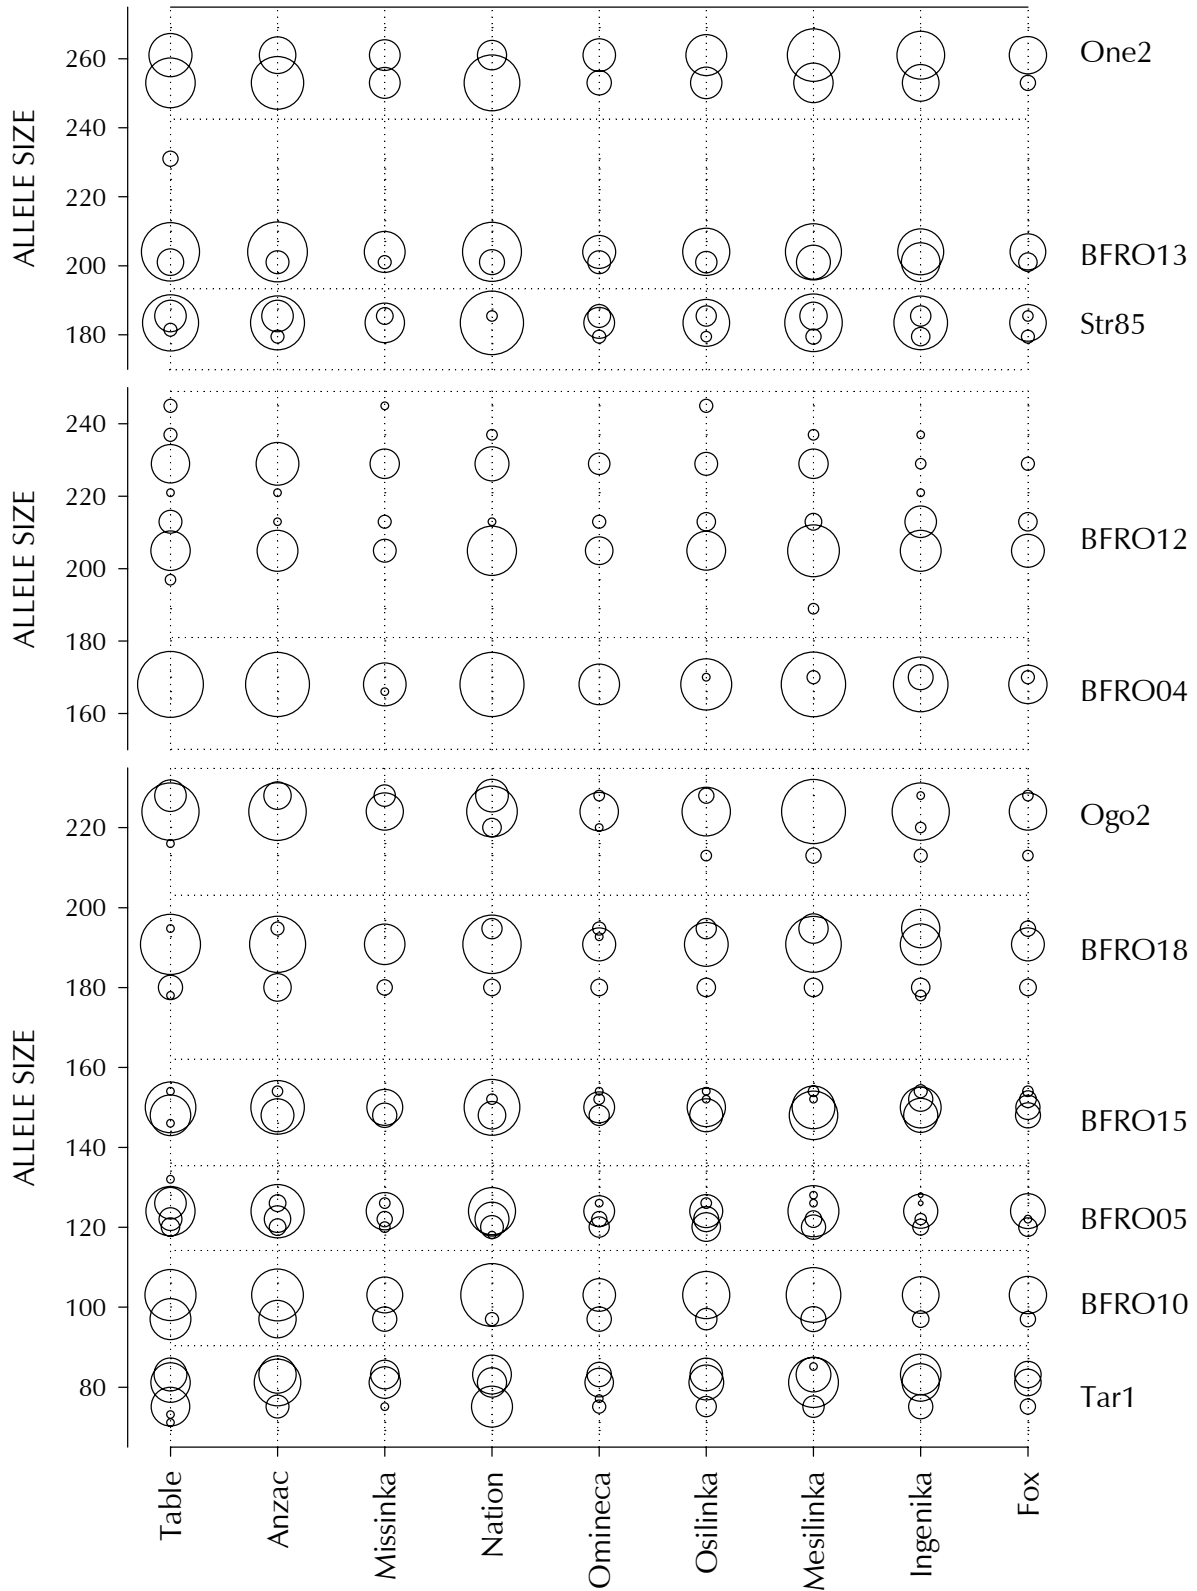 ALLELE SIZE
260
240
220
200
180
One2
BFRO13
Str85
ALLELE SIZE
240
220
200
180
160
BFRO12
BFRO04
ALLELE SIZE
220
200
180
160
140
120
100
80
Ogo2
BFRO18
BFRO15
BFRO05
BFRO10
Tar1
Table
Anzac
Missinka
Nation
Omineca
Osilinka
Mesilinka
Ingenika
Fox